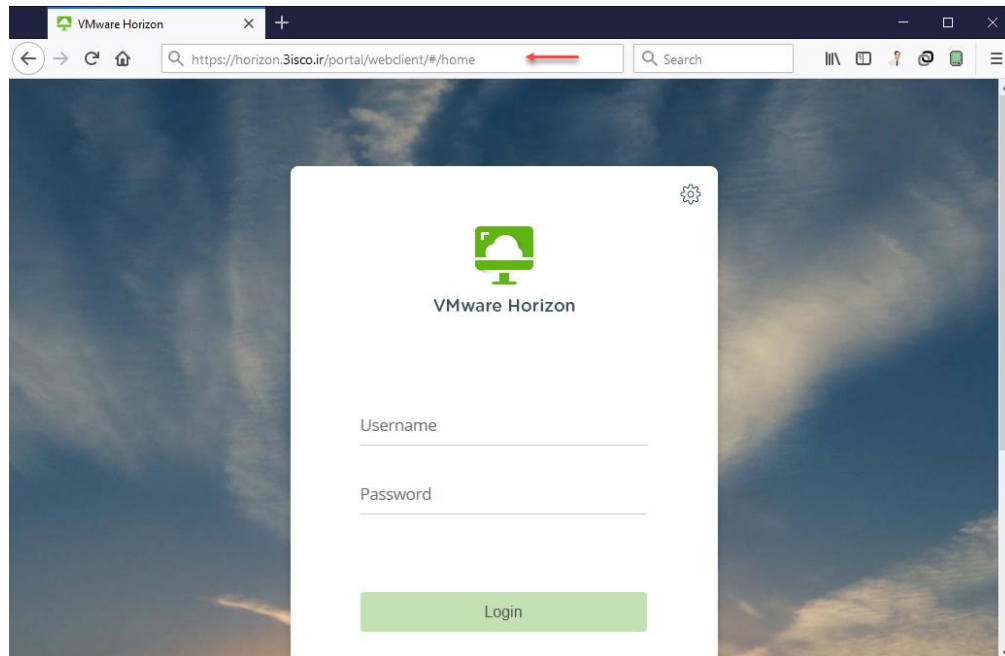 VMware Horizon
https://horizon.3isco.ir/portal/webclient/#/home
Search
VMware Horizon
Username
Password
Login